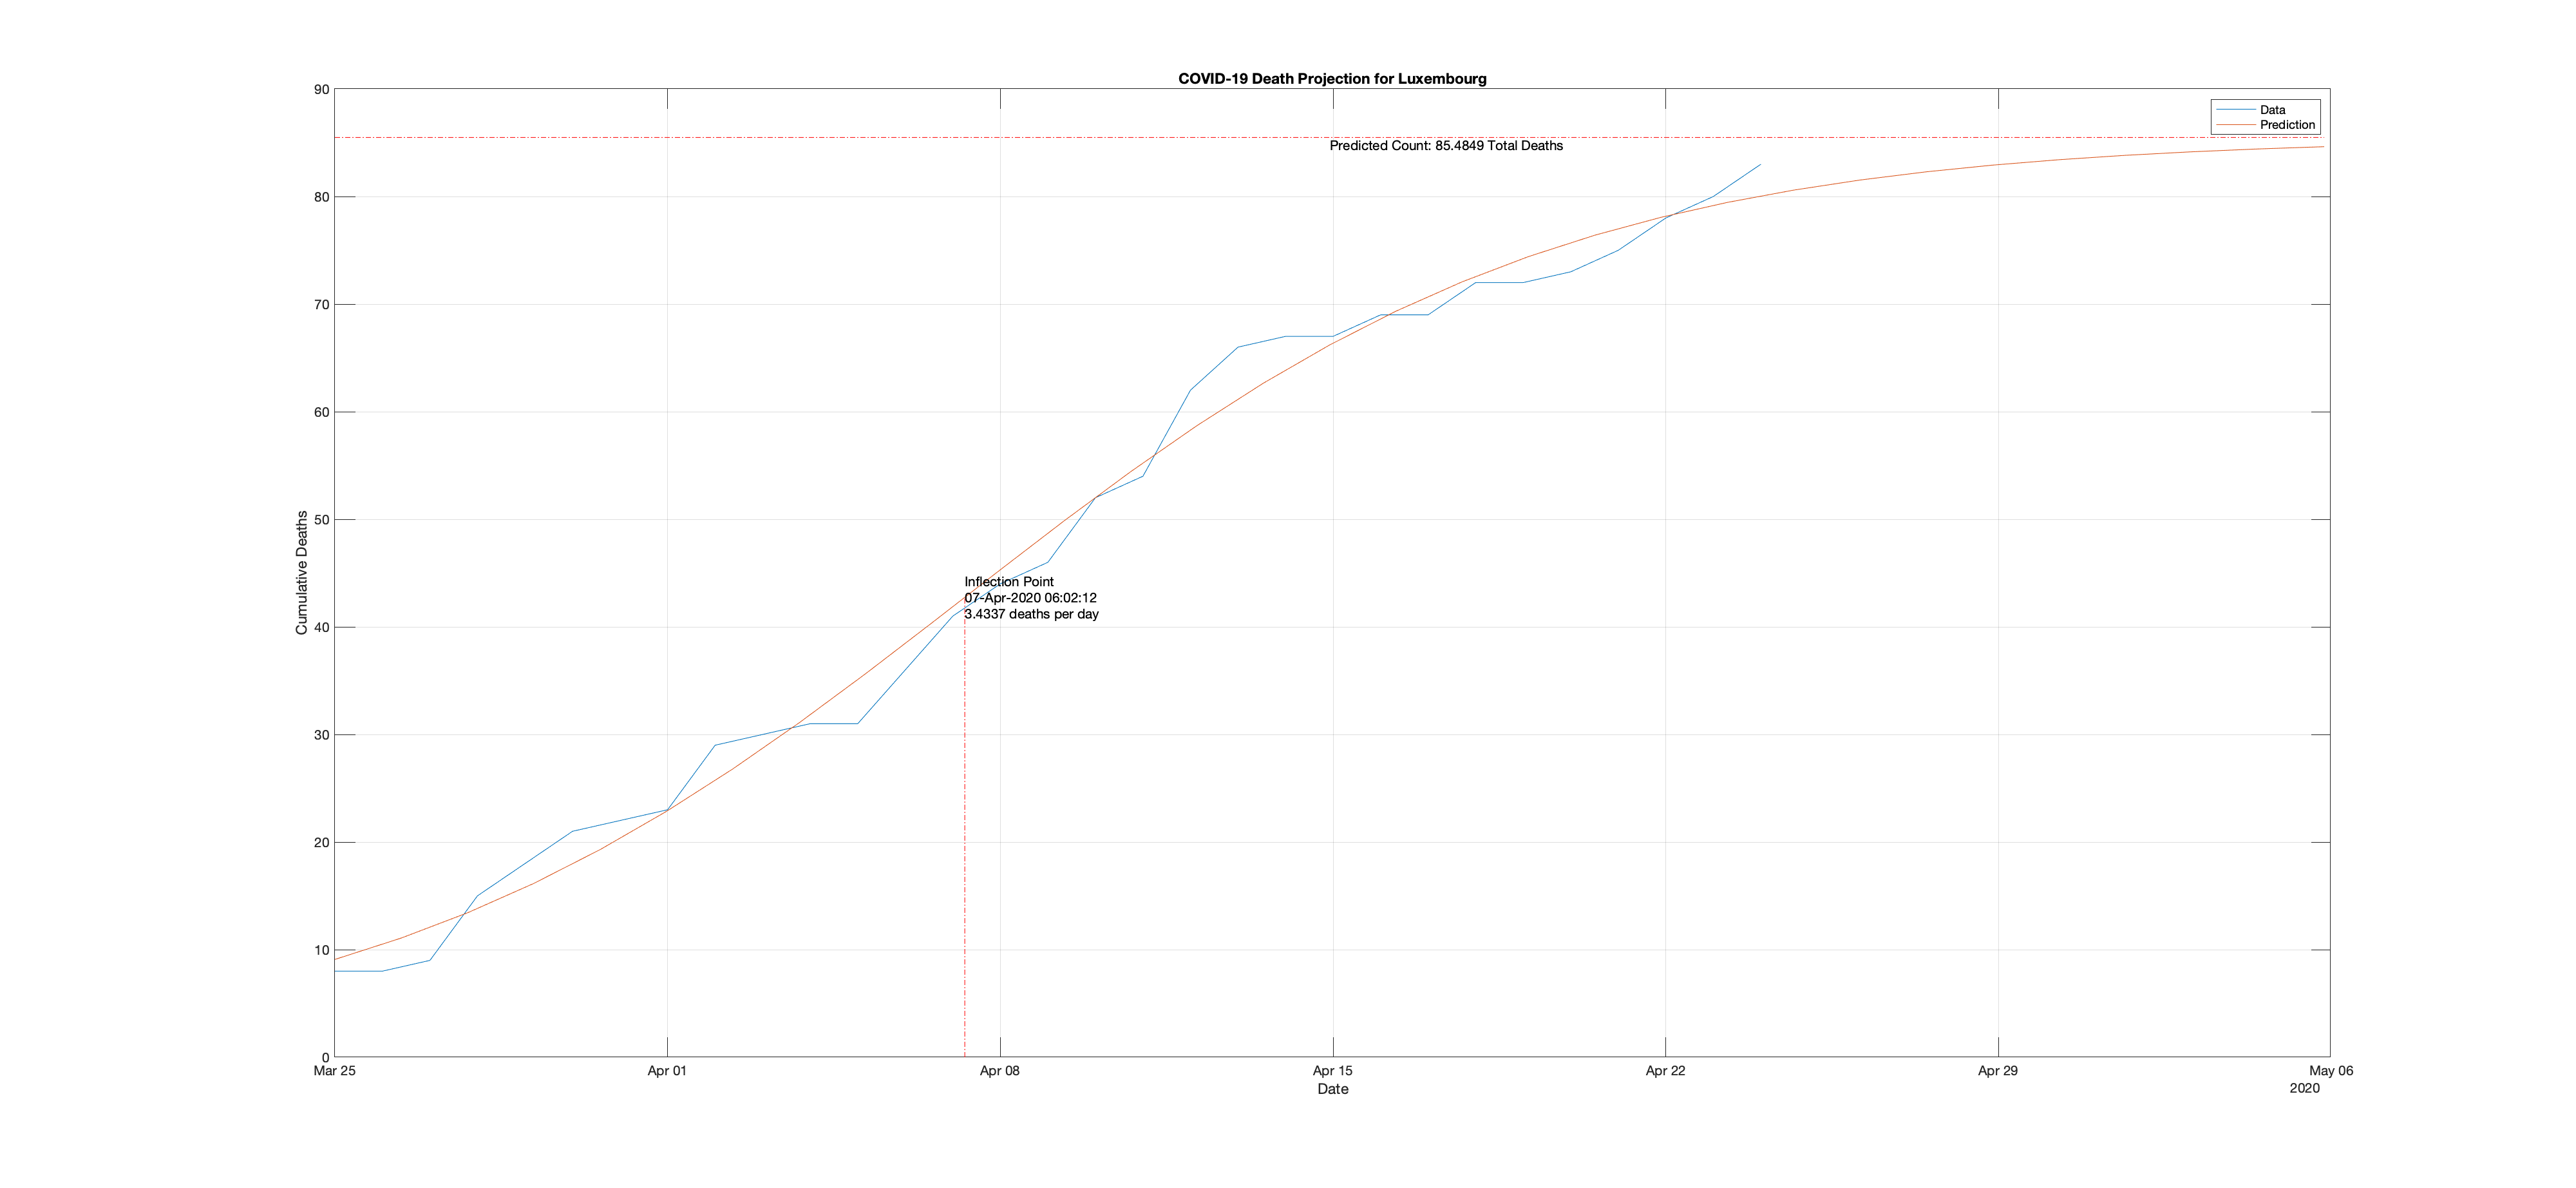 COVID-19 Death Projection for Luxembourg
90
80
70
60
50
40
30
20
10
0
Cumulative Deaths
Data
Prediction
Predicted Count: 85.4849 Total Deaths
Inflection Point
07-Apr-2020 06:02:12
3.4337 deaths per day
Mar 25 Apr 01 Apr 08 Apr 15 Apr 22 Apr 29 May 06
Date
2020